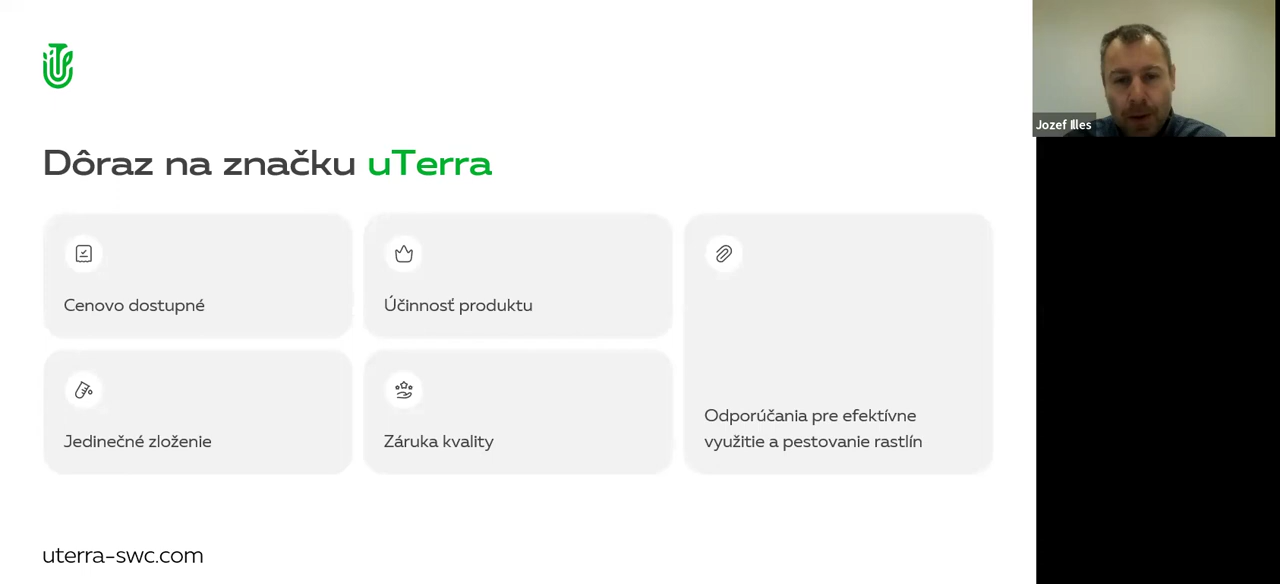 Dôraz na značku uTerra
Cenovo dostupné
Účinnosť produktu
Jedinečné zloženie
Záruka kvality
Odporúčania pre efektívne
využitie a pestovanie rastlín
uterra-swc.com
Jozef Illes